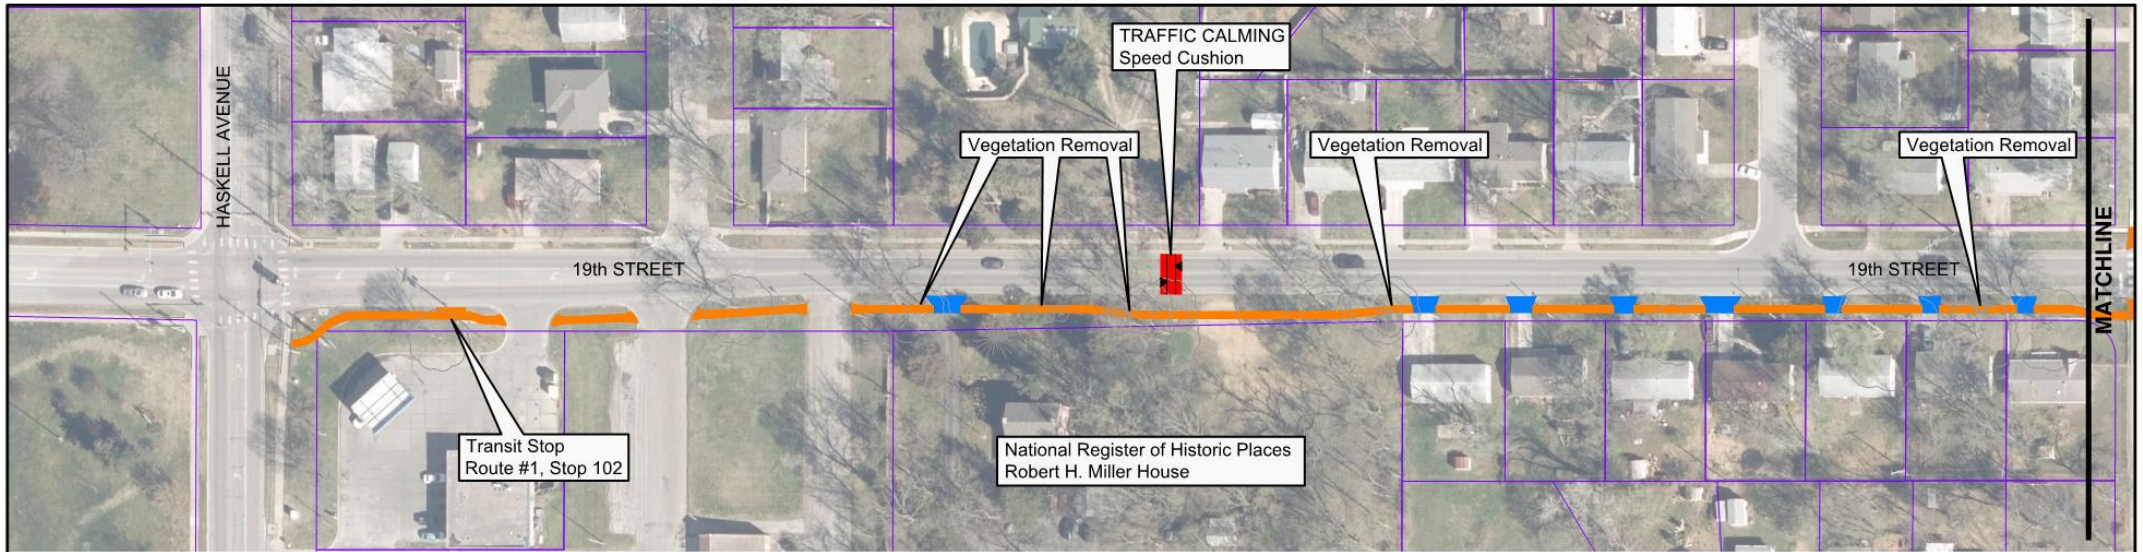 TRAFFIC CALMING
Speed Cushion
HASKELL AVENUE
Vegetation Removal
Vegetation Removal
Vegetation Removal
19th STREET
19th STREET
MATCHLINE
Transit Stop
Route #1, Stop 102
National Register of Historic Places
Robert H. Miller House